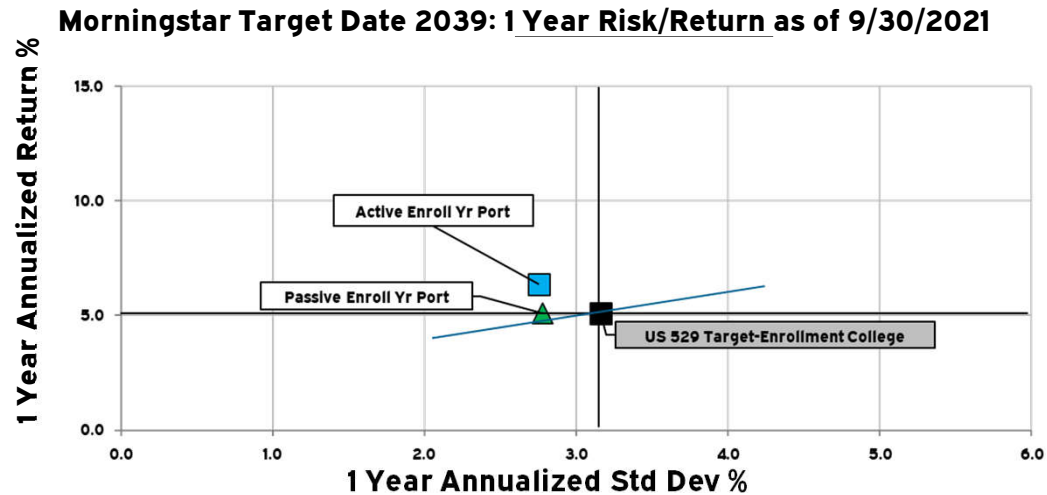 Morningstar Target Date 2039: 1 Year Risk/Return as of 9/30/2021
1 Year Annualized Return %
15.0
10.0
Active Enroll Yr Port
Passive Enroll Yr Port
5.0
US 529 Target-Enrollment College
0.0
0.0 1.0 2.0 3.0 4.0 5.0 6.0
1 Year Annualized Std Dev %